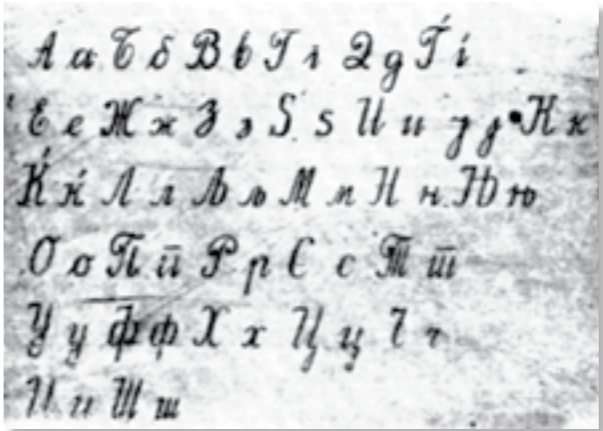 А а Б б В в Г г Д д Ѓ ѓ
Е е Ж ж З з Ѕ ѕ И и Ј ј К к
Ќ ќ Л л Љ љ М м Н н Њ њ
О о П п Р р С с Т т
У у Ф ф Х х Ц ц Ч ч
Џ џ Ш ш